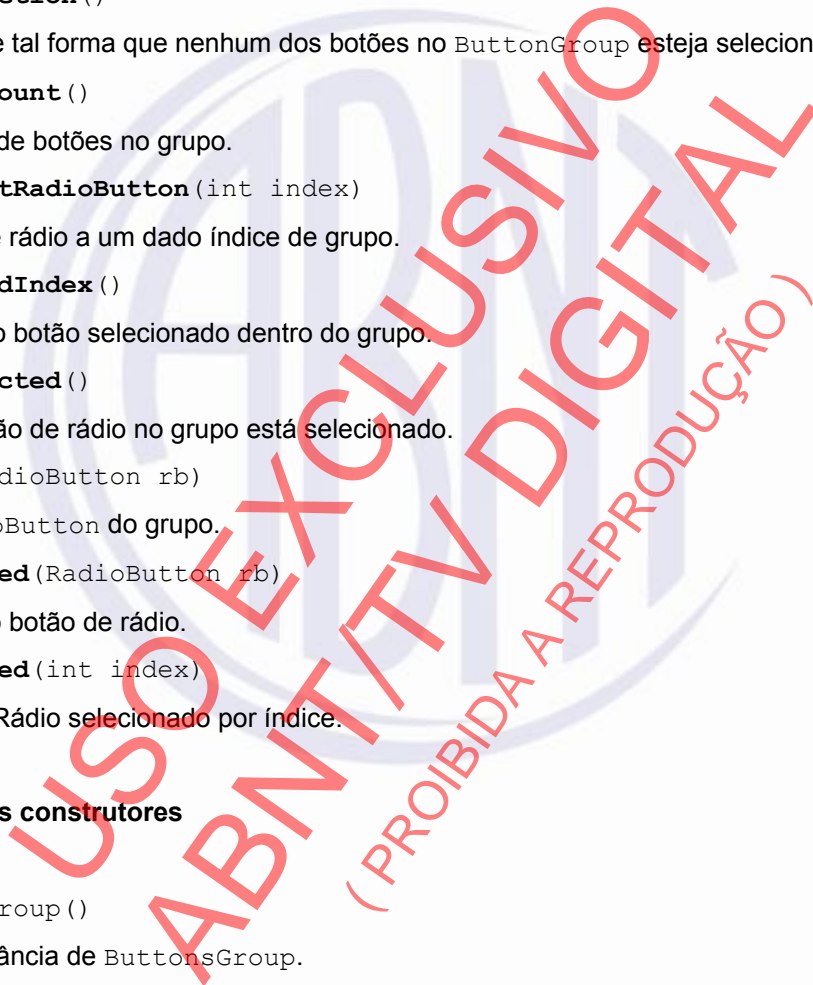 ction()
e tal forma que nenhum dos botões no ButtonGroup esteja selecion
ount()
de botões no grupo.
tRadioButton(int index)
e rádio a um dado índice de grupo.
dIndex()
o botão selecionado dentro do grupo.
cted()
ão de rádio no grupo está selecionado.
dioButton rb)
oButton do grupo.
ed(RadioButton rb)
o botão de rádio.
ed(int index)
Rádio selecionado por índice.
s construtores
roup()
ância de ButtonsGroup.
USO EXCLUSIVO
ABNT/TV DIGITAL
( PROIBIDA A REPRODUÇÃO )
ABNT